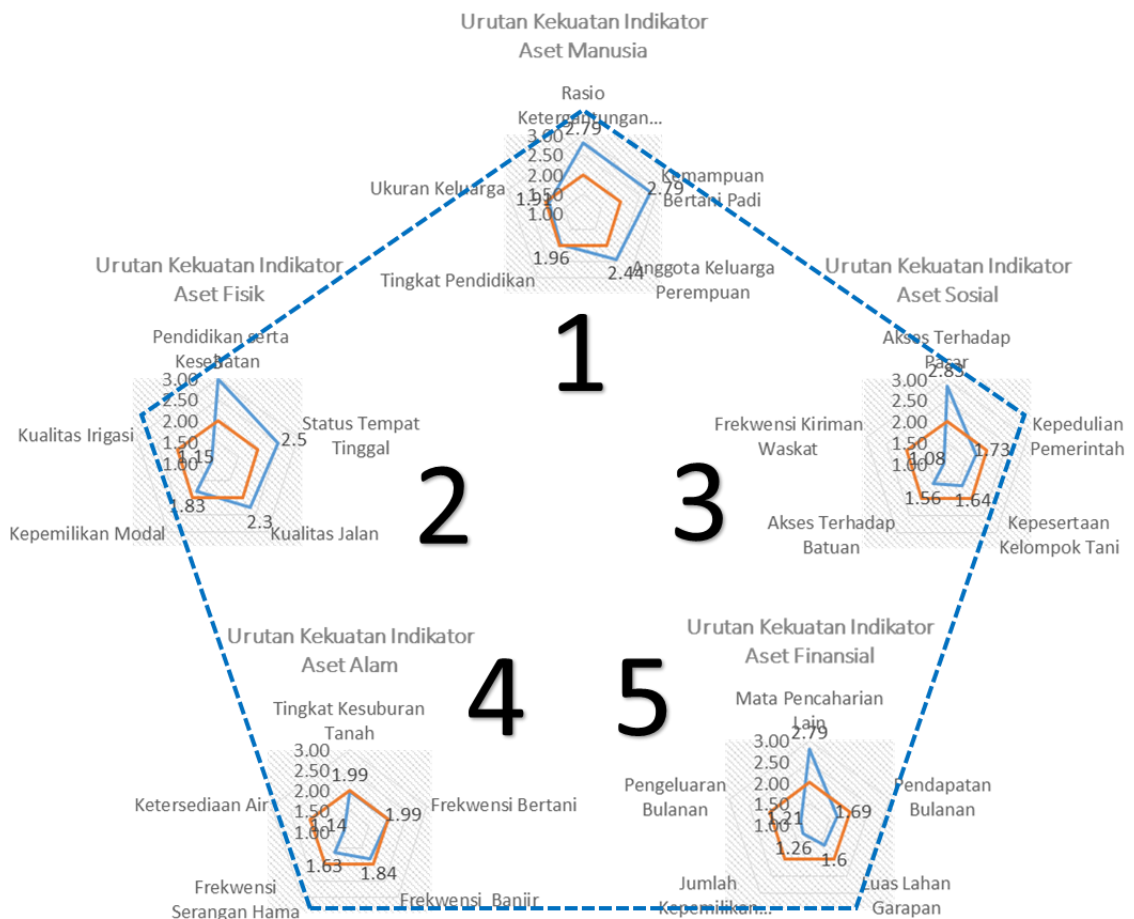 Urutan Kekuatan Indikator
Aset Manusia
Rasio
Ketergantungan...
2.79
3.00
2.50
2.00
1.50
1.00
Kemampuan
Bertani Padi
2.79
Anggota Keluarga
Perempuan
2.44
Tingkat Pendidikan
1.96
Ukuran Keluarga
1.91
1
Urutan Kekuatan Indikator
Aset Fisik
Pendidikan serta
Kesehatan
3
3.00
2.50
2.00
1.50
1.00
Status Tempat
Tinggal
2.5
Kualitas Jalan
2.3
Kepemilikan Modal
1.83
Kualitas Irigasi
1.15
2
Urutan Kekuatan Indikator
Aset Sosial
Akses Terhadap
Pasar
2.83
3.00
2.50
2.00
1.50
1.00
Kepedulian
Pemerintah
1.73
Kepesertaan
Kelompok Tani
1.64
Akses Terhadap
Batuan
1.56
Frekwensi Kiriman
Waskat
1.08
3
Urutan Kekuatan Indikator
Aset Alam
Tingkat Kesuburan
Tanah
1.99
3.00
2.50
2.00
1.50
1.00
Frekwensi Bertani
1.99
Frekwensi Banjir
1.84
Frekwensi
Serangan Hama
1.63
Ketersediaan Air
1.14
4
Urutan Kekuatan Indikator
Aset Finansial
Mata Pencaharian
Lain
2.79
3.00
2.50
2.00
1.50
1.00
Pendapatan
Bulanan
1.69
Luas Lahan
Garapan
1.6
Jumlah
Kepemilikan...
1.26
Pengeluaran
Bulanan
1.21
5